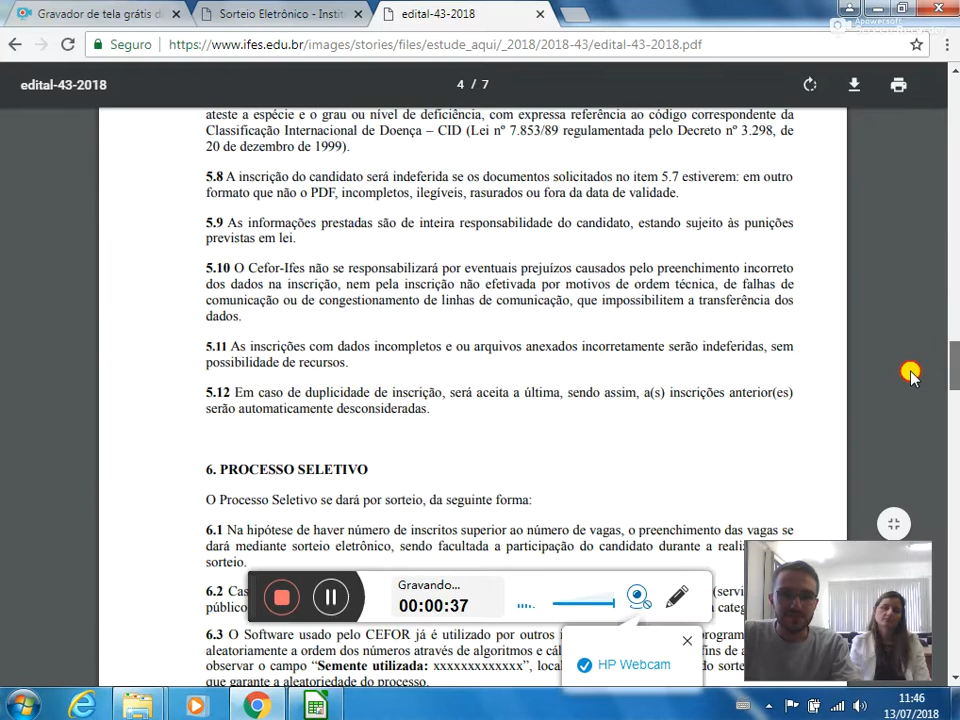 Gravador de tela grátis d
Sorteio Eletrônico - Instit
edital-43-2018
Apowersoft
Screen Recorder
Seguro
https://www.ifes.edu.br/images/stories/files/estude_aqui/_2018/2018-43/edital-43-2018.pdf
edital-43-2018
4 / 7
ateste a espécie e o grau ou nível de deficiência, com expressa referência ao código correspondente da
Classificação Internacional de Doença – CID (Lei nº 7.853/89 regulamentada pelo Decreto nº 3.298, de
20 de dezembro de 1999).
5.8 A inscrição do candidato será indeferida se os documentos solicitados no item 5.7 estiverem: em outro
formato que não o PDF, incompletos, ilegíveis, rasurados ou fora da data de validade.
5.9 As informações prestadas são de inteira responsabilidade do candidato, estando sujeito às punições
previstas em lei.
5.10 O Cefor-Ifes não se responsabilizará por eventuais prejuízos causados pelo preenchimento incorreto
dos dados na inscrição, nem pela inscrição não efetivada por motivos de ordem técnica, de falhas de
comunicação ou de congestionamento de linhas de comunicação, que impossibilitem a transferência dos
dados.
5.11 As inscrições com dados incompletos e ou arquivos anexados incorretamente serão indeferidas, sem
possibilidade de recursos.
5.12 Em caso de duplicidade de inscrição, será aceita a última, sendo assim, a(s) inscrições anterior(es)
serão automaticamente desconsideradas.
6. PROCESSO SELETIVO
O Processo Seletivo se dará por sorteio, da seguinte forma:
6.1 Na hipótese de haver número de inscritos superior ao número de vagas, o preenchimento das vagas se
dará mediante sorteio eletrônico, sendo facultada a participação do candidato durante a reali
sorteio.
6.2 Cas
(servi
públic
a categ
6.3 O Software usado pelo CEFOR já é utilizado por outros
program
aleatoriamente a ordem dos números através de algoritmos e cál
fins de a
observar o campo “Semente utilizada: xxxxxxxxxxxxx”, local
do sorte
que garante a aleatoriedade do processo.
Gravando...
00:00:37
HP Webcam
11:46
13/07/2018